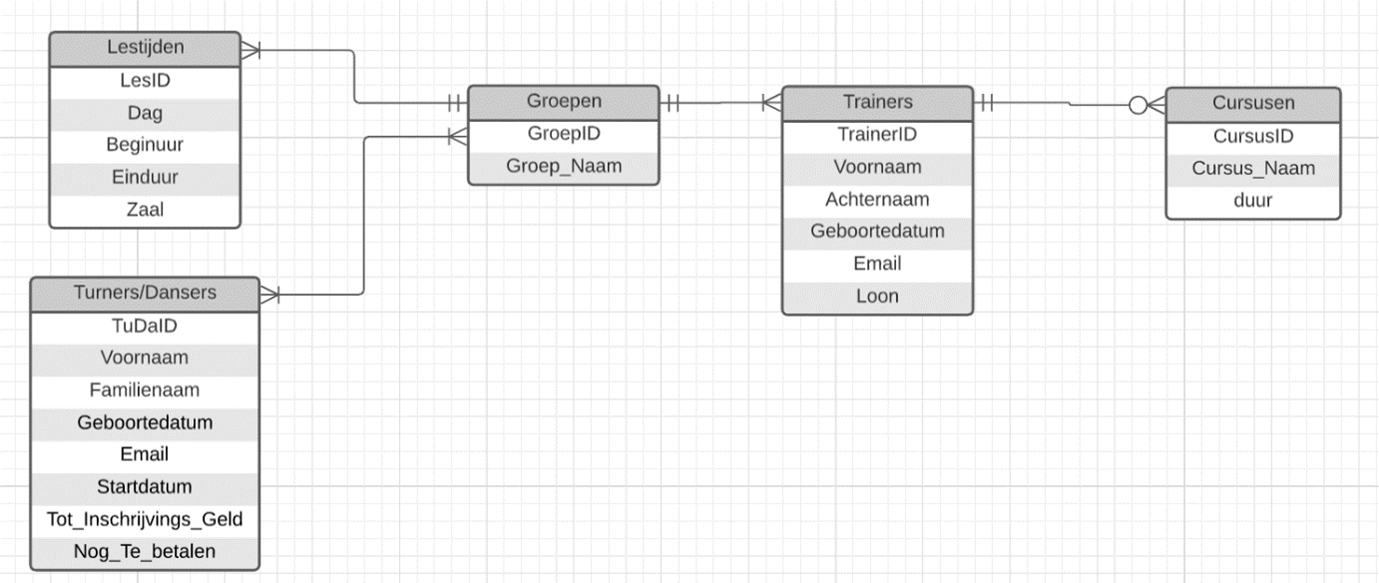 Lestijden
LesID
Dag
Beginuur
Einduur
Zaal
Turners/Dansers
TuDaID
Voornaam
Familienaam
Geboortedatum
Email
Startdatum
Tot_Inschrijvings_Geld
Nog_Te_betalen
Groepen
GroepID
Groep_Naam
Trainers
TrainerID
Voornaam
Achternaam
Geboortedatum
Email
Loon
Cursusen
CursusID
Cursus_Naam
duur